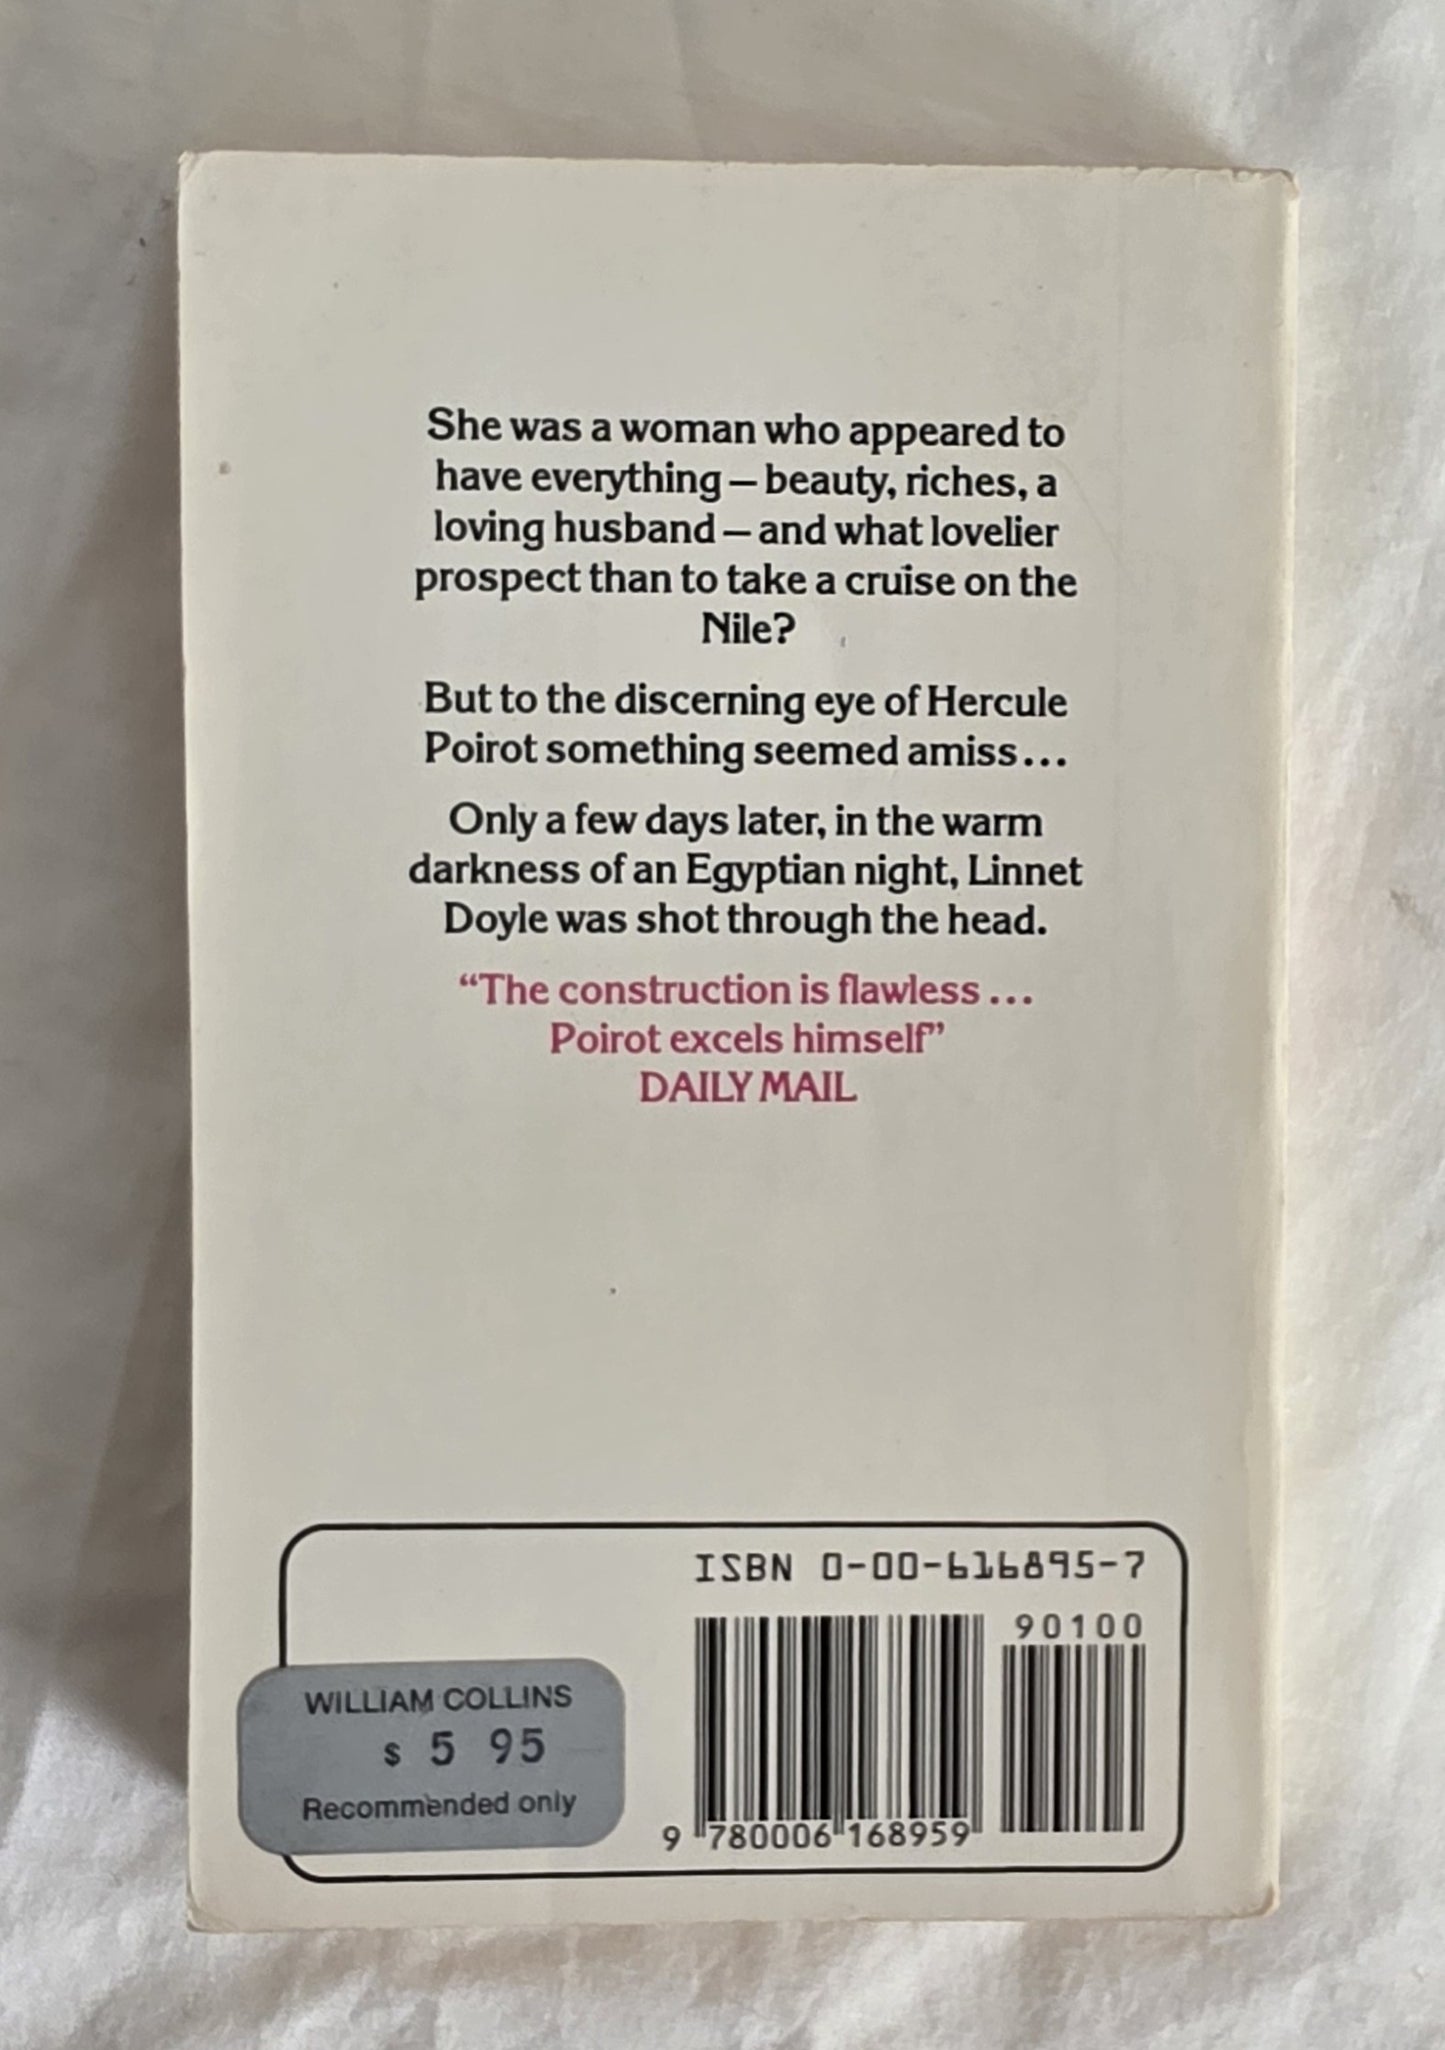 She was a woman who appeared to
have everything – beauty, riches, a
loving husband – and what lovelier
prospect than to take a cruise on the
Nile?
But to the discerning eye of Hercule
Poirot something seemed amiss...
Only a few days later, in the warm
darkness of an Egyptian night, Linnet
Doyle was shot through the head.
“The construction is flawless ...
Poirot excels himself”
DAILY MAIL
ISBN 0-00-616895-7
90100
WILLIAM COLLINS
$ 5 95
Recommended only
9 780006 168959